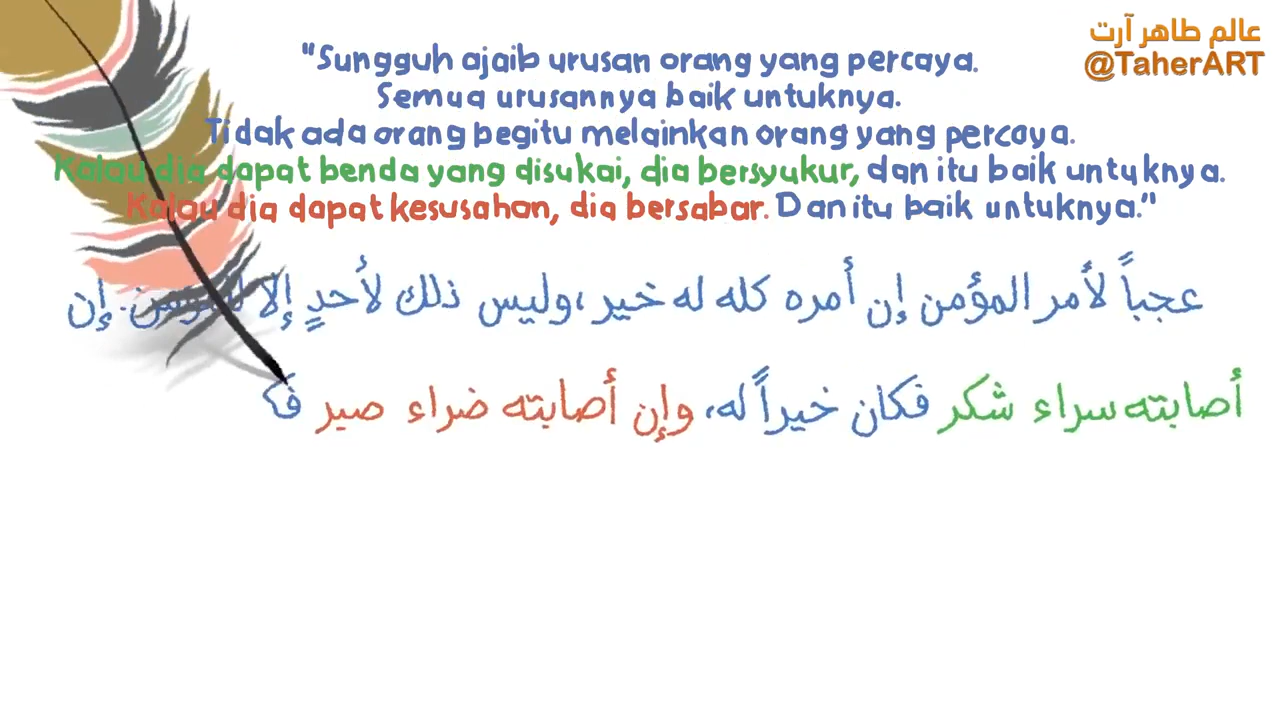 عالم طاهر آرت
@TaherART
"Sungguh ajaib urusan orang yang percaya.
Semua urusannya baik untuknya.
Tidak ada orang begitu melainkan orang yang percaya.
Kalau dia dapat benda yang disukai, dia bersyukur, dan itu baik untuknya.
Kalau dia dapat kesusahan, dia bersabar. Dan itu baik untuknya."
عجباً لأمر المؤمن إن أمره كله له خير، وليس ذلك لأحدٍ إلا للمؤمن. إن
أصابته سراء شكر فكان خيراً له، وإن أصابته ضراء صبر فك